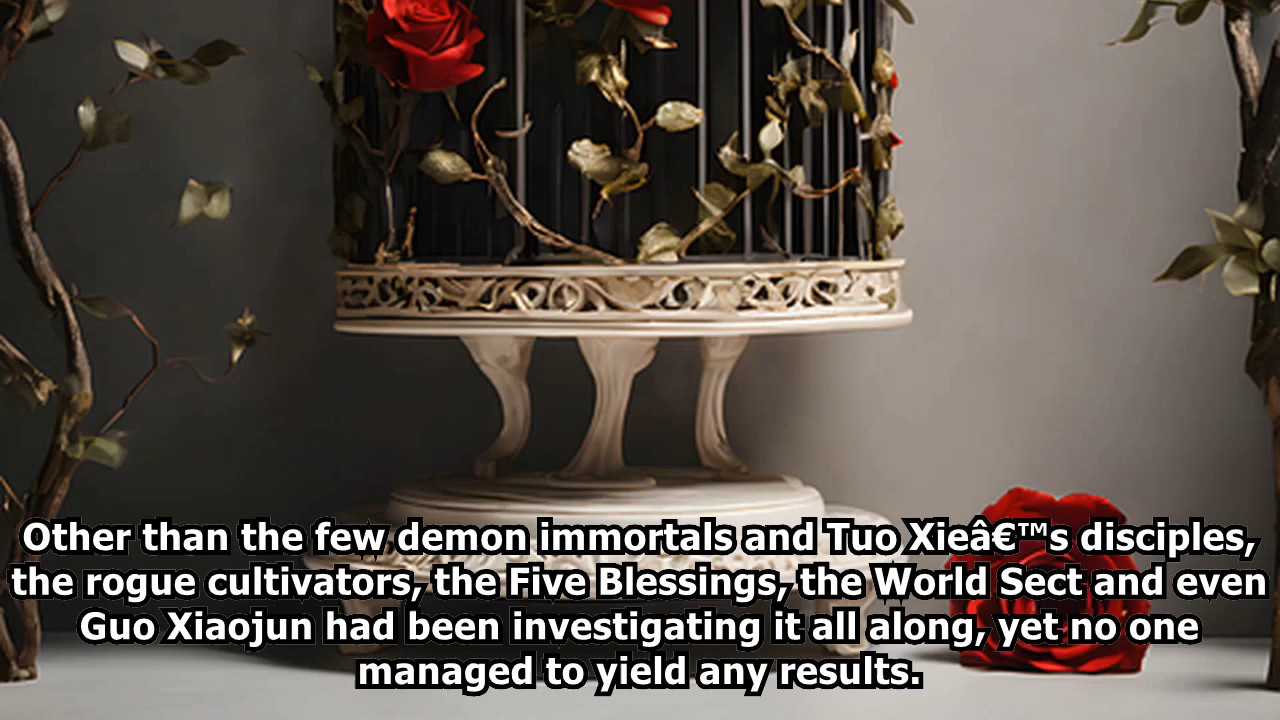 Other than the few demon immortals and Tuo Xieâ€™s disciples,
the rogue cultivators, the Five Blessings, the World Sect and even
Guo Xiaojun had been investigating it all along, yet no one
managed to yield any results.